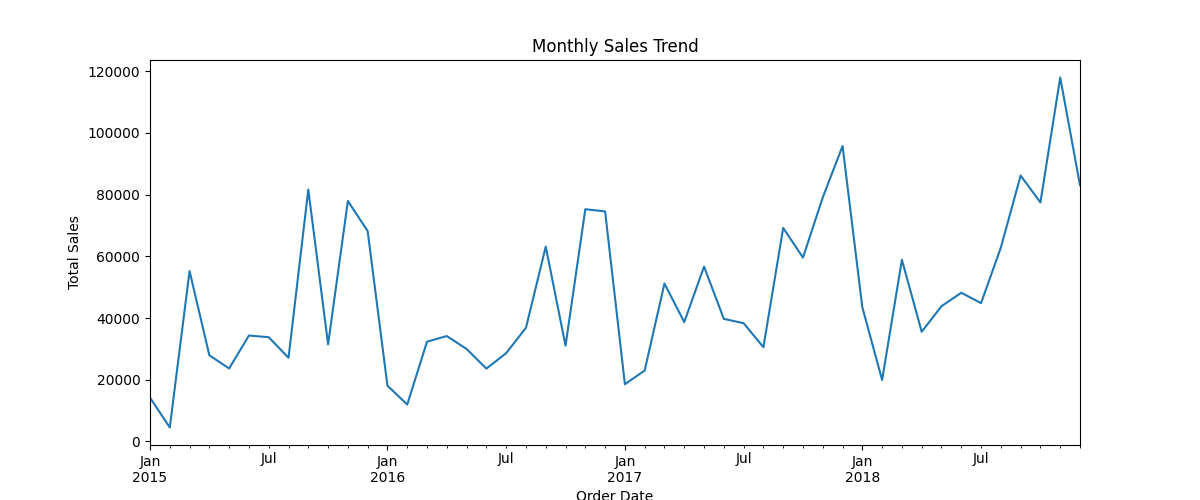 Monthly Sales Trend
120000
100000
80000
60000
40000
20000
0
Total Sales
Jan Jul Jan Jul Jan Jul Jan Jul
2015 2016 2017 2018
Order Date